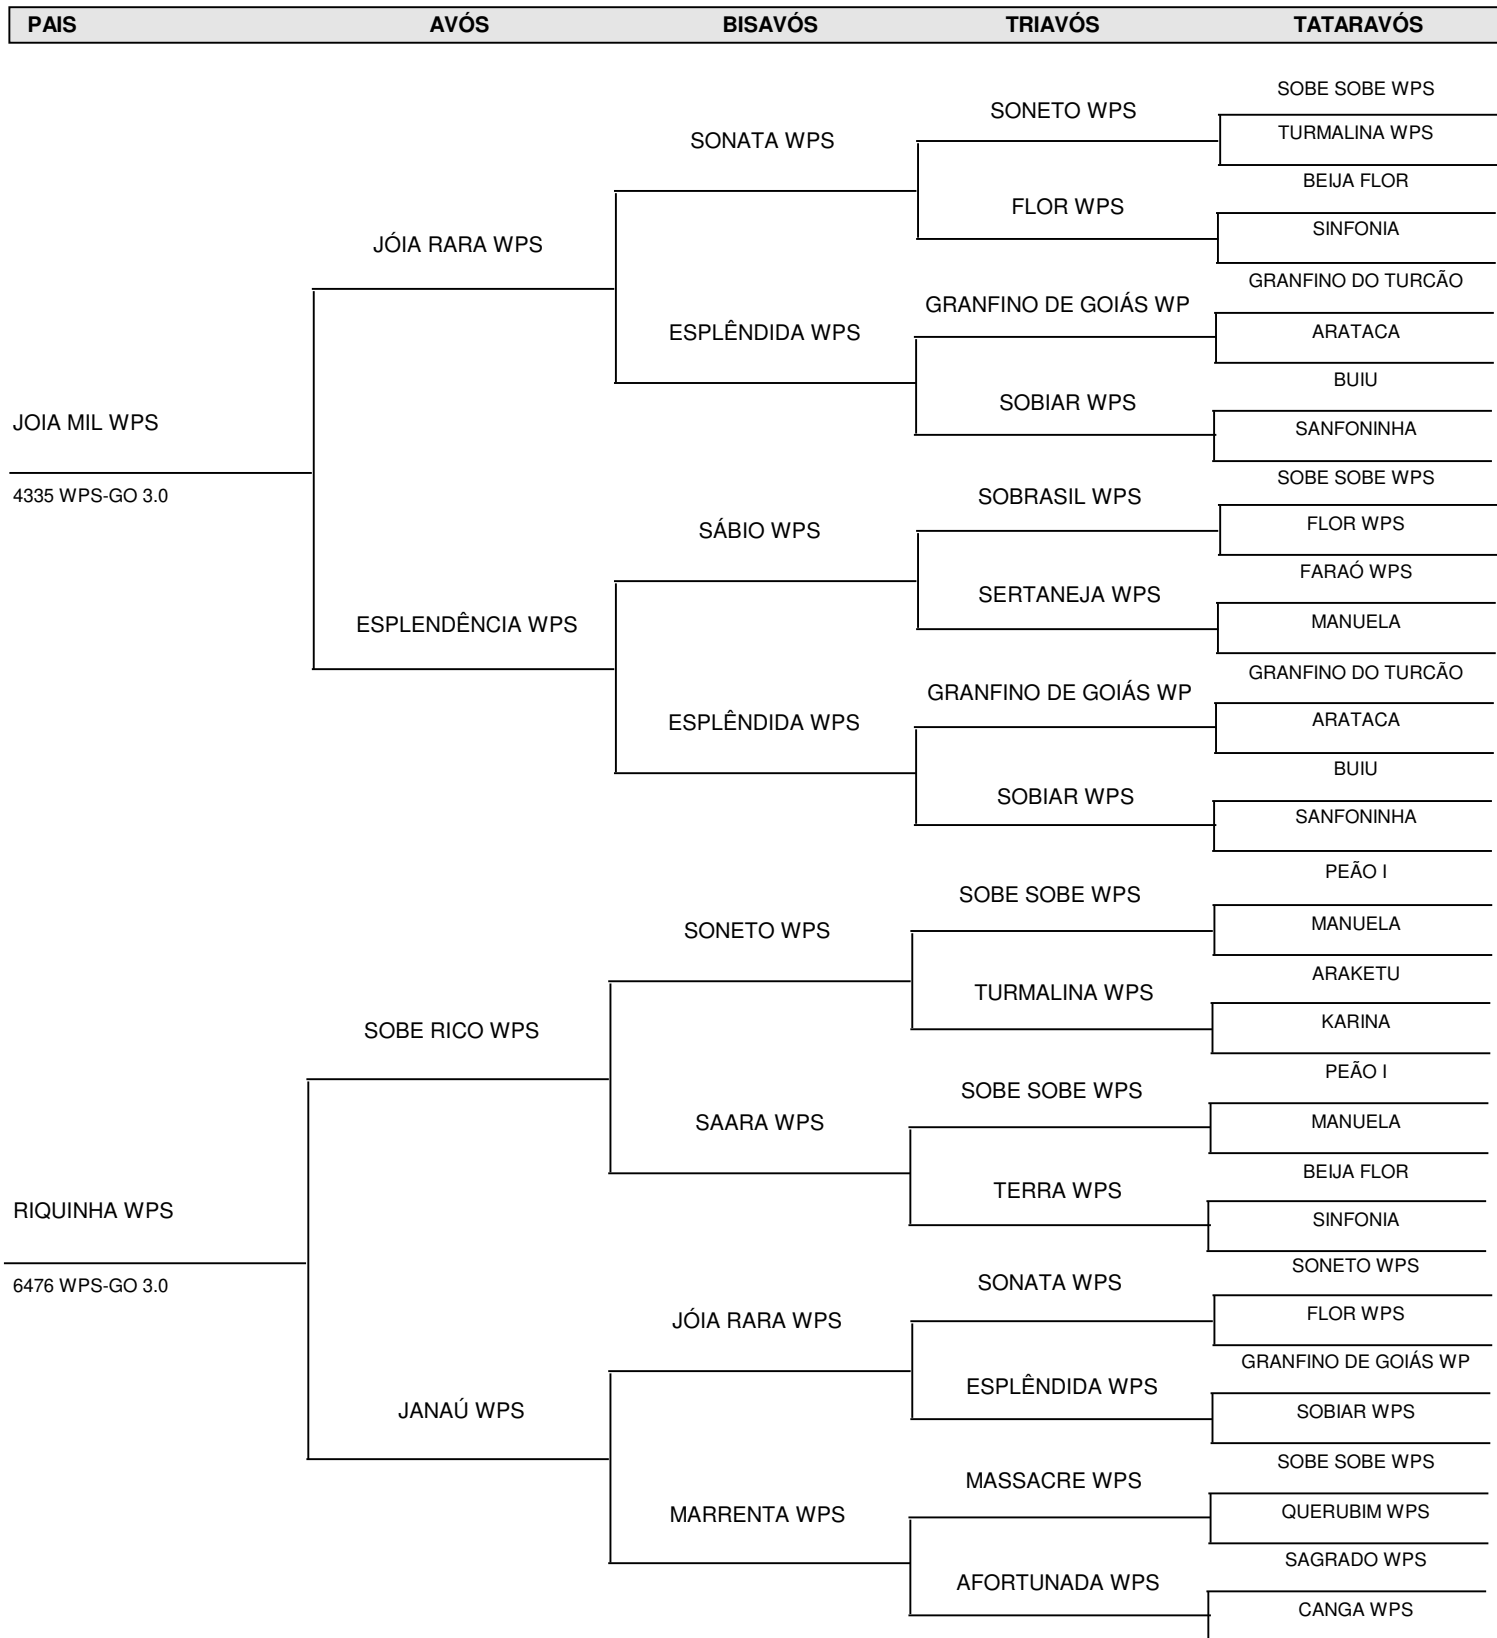 PAIS AVÓS BISAVÓS TRIAVÓS TATARAVÓS
SOBE SOBE WPS
SONETO WPS
TURMALINA WPS
SONATA WPS
BEIJA FLOR
FLOR WPS
SINFONIA
JÓIA RARA WPS
GRANFINO DO TURCÃO
GRANFINO DE GOIÁS WP
ARATACA
ESPLÊNDIDA WPS
BUIU
SOBIAR WPS
SANFONINHA
JOIA MIL WPS
4335 WPS-GO 3.0
SOBE SOBE WPS
SOBRASIL WPS
FLOR WPS
SÁBIO WPS
FARAÓ WPS
SERTANEJA WPS
MANUELA
ESPLENDÊNCIA WPS
GRANFINO DO TURCÃO
GRANFINO DE GOIÁS WP
ARATACA
ESPLÊNDIDA WPS
BUIU
SOBIAR WPS
SANFONINHA
PEÃO I
SOBE SOBE WPS
MANUELA
SONETO WPS
ARAKETU
TURMALINA WPS
KARINA
SOBE RICO WPS
PEÃO I
SOBE SOBE WPS
MANUELA
SAARA WPS
BEIJA FLOR
TERRA WPS
SINFONIA
RIQUINHA WPS
6476 WPS-GO 3.0
SONETO WPS
SONATA WPS
FLOR WPS
JÓIA RARA WPS
GRANFINO DE GOIÁS WP
ESPLÊNDIDA WPS
SOBIAR WPS
JANAÚ WPS
SOBE SOBE WPS
MASSACRE WPS
QUERUBIM WPS
MARRENTA WPS
SAGRADO WPS
AFORTUNADA WPS
CANGA WPS